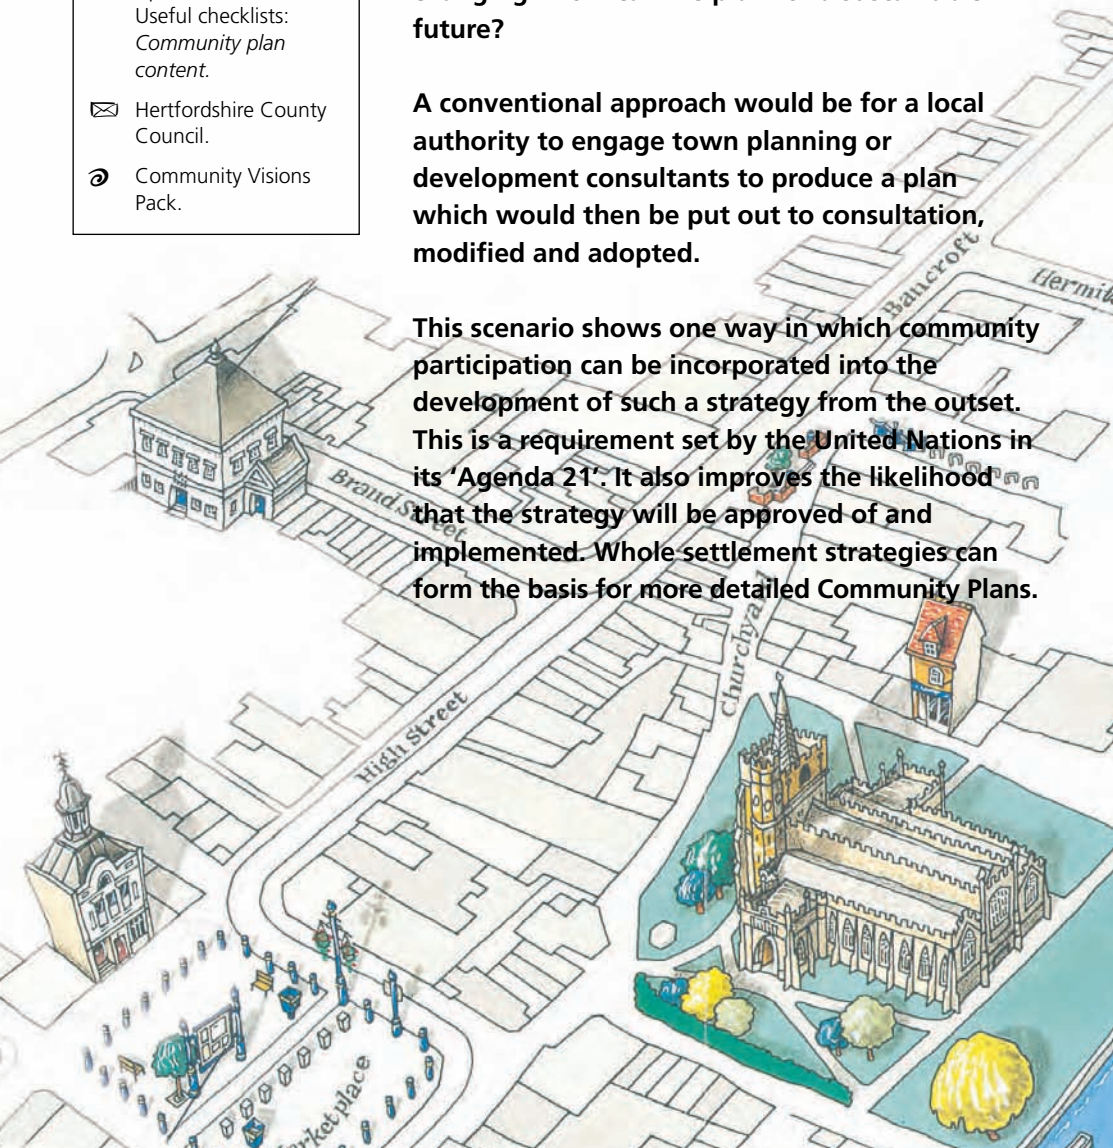 Useful checklists:
Community plan
content.
Hertfordshire County
Council.
Community Visions
Pack.
future?
A conventional approach would be for a local
authority to engage town planning or
development consultants to produce a plan
which would then be put out to consultation,
modified and adopted.
This scenario shows one way in which community
participation can be incorporated into the
development of such a strategy from the outset.
This is a requirement set by the United Nations in
its ‘Agenda 21’. It also improves the likelihood
that the strategy will be approved of and
implemented. Whole settlement strategies can
form the basis for more detailed Community Plans.
Bancroft
Brand Street
Churchyard
High Street